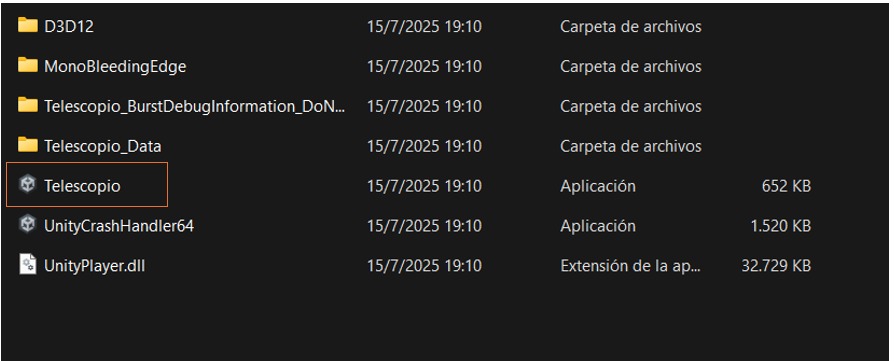 D3D12 15/7/2025 19:10 Carpeta de archivos
MonoBleedingEdge 15/7/2025 19:10 Carpeta de archivos
Telescopio_BurstDebugInformation_DoN... 15/7/2025 19:10 Carpeta de archivos
Telescopio_Data 15/7/2025 19:10 Carpeta de archivos
Telescopio 15/7/2025 19:10 Aplicación 652 KB
UnityCrashHandler64 15/7/2025 19:10 Aplicación 1.520 KB
UnityPlayer.dll 15/7/2025 19:10 Extensión de la ap... 32.729 KB